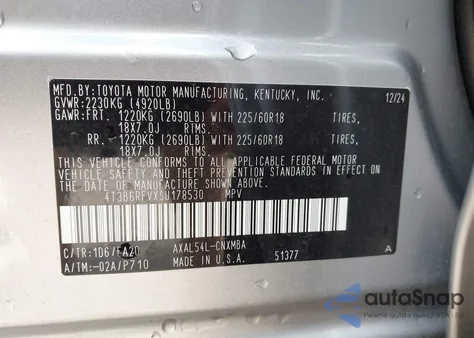 MFD.BY:TOYOTA MOTOR MANUFACTURING, KENTUCKY, INC.
GVWR:2230KG (4920LB) 12/24
GAWR:FRT. 1220KG (2690LB) WITH 225/60R18 TIRES,
18X7.0J RIMS.
RR. -1220KG (2690LB) WITH 225/60R18 TIRES,
18X7.0J RIMS.
THIS VEHICLE CONFORMS TO ALL APPLICABLE FEDERAL MOTOR
VEHICLE SAFETY AND THEFT PREVENTION STANDARDS IN
EFFECT ON THE DATE OF MANUFACTURE SHOWN ABOVE.
4T3B6RFVXSU178530 MPV
C/TR:1D6/FA20 AXAL54L-CNXMBA A
A/TM:-02A/P710 MADE IN U.S.A. 51377
autoSnap